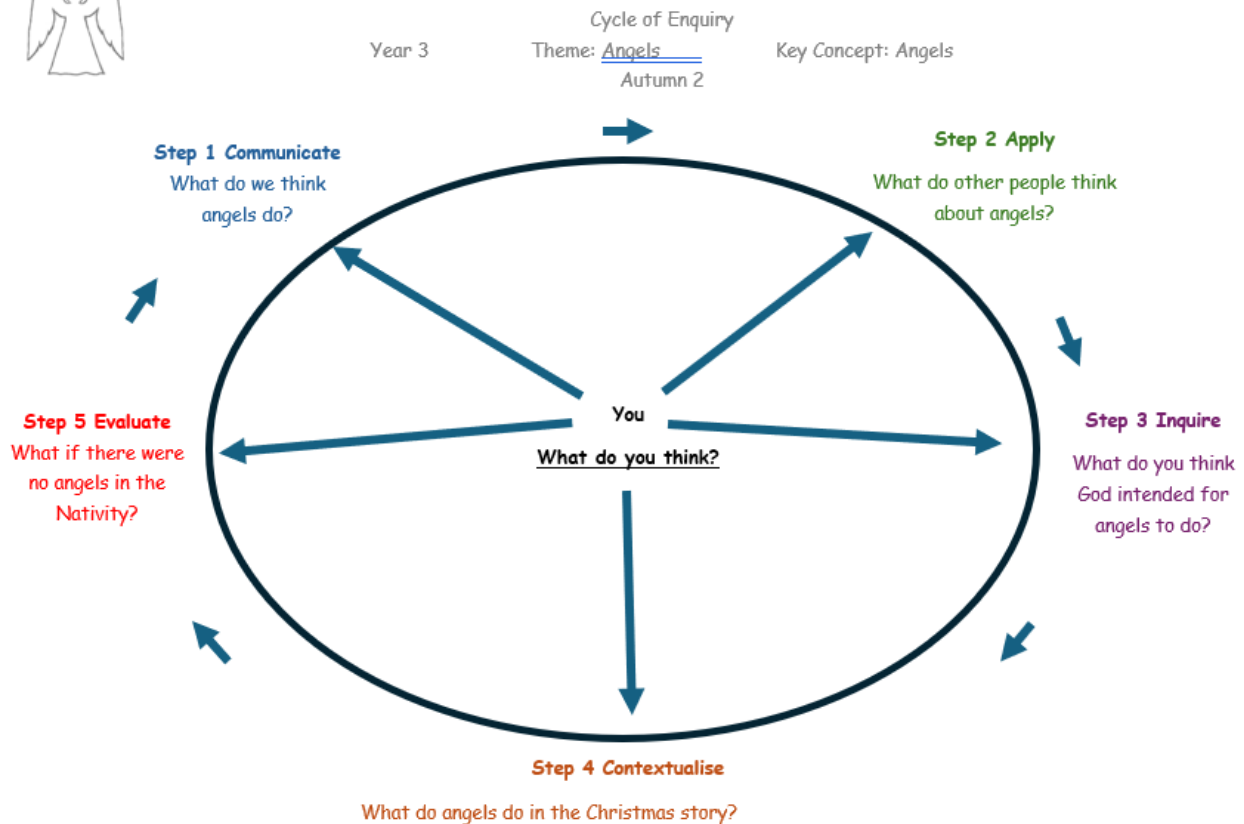 Cycle of Enquiry
Year 3 Theme: Angels Key Concept: Angels
Autumn 2
Step 1 Communicate
What do we think
angels do?
Step 2 Apply
What do other people think
about angels?
Step 3 Inquire
What do you think
God intended for
angels to do?
Step 4 Contextualise
What do angels do in the Christmas story?
Step 5 Evaluate
What if there were
no angels in the
Nativity?
You
What do you think?